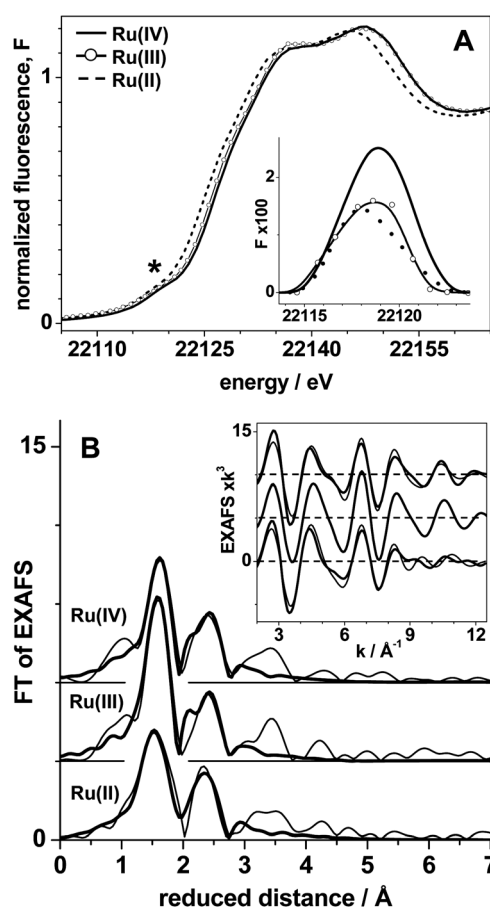 Ru(IV)
Ru(III)
Ru(II)
A
normalized fluorescence, F
1
0
*
F x100
2
0
22115 22120
22110 22125 22140 22155
energy / eV
B
FT of EXAFS
15
0
EXAFS xk³
15
0
3 6 9 12
k / Å⁻¹
Ru(IV)
Ru(III)
Ru(II)
0 1 2 3 4 5 6 7
reduced distance / Å